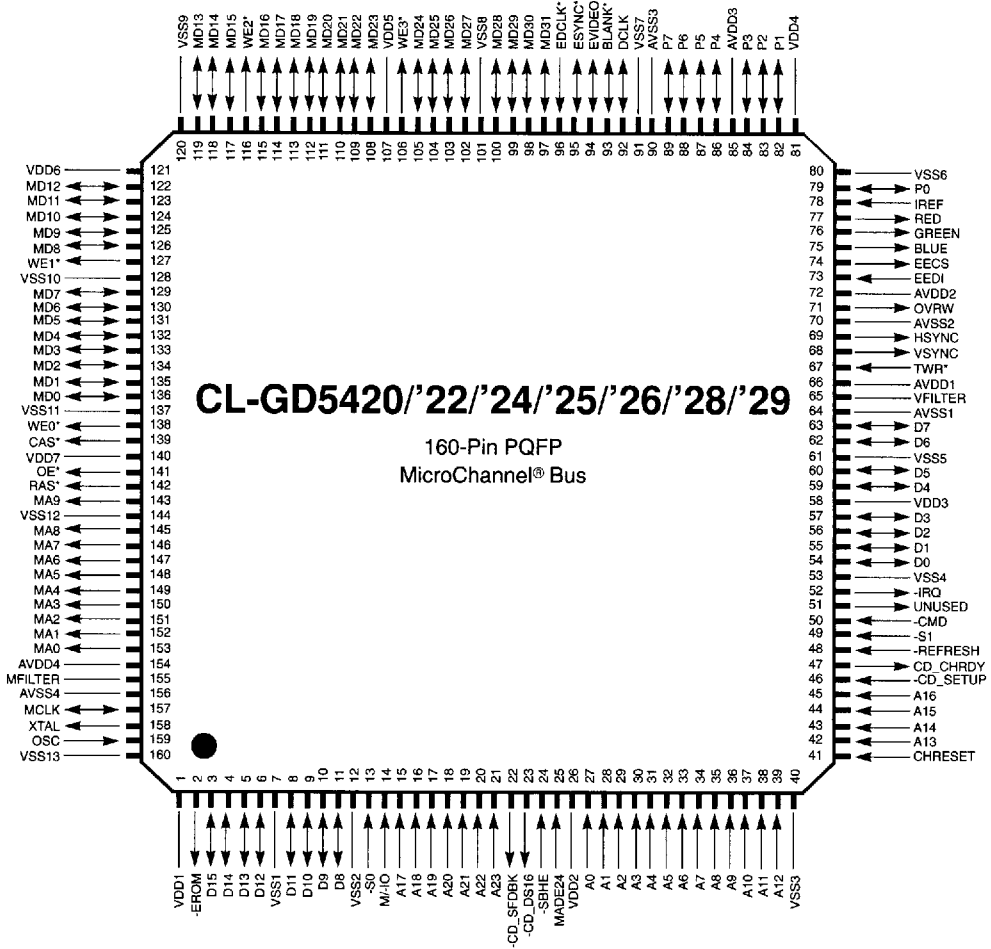 VSS9 MD13 MD14 MD15 WE2* MD16 MD17 MD18 MD19 MD20 MD21 MD22 MD23 VDD5 WE3* MD24 MD25 MD26 MD27 VSS8 MD28 MD29 MD30 MD31 EDCLK* ESYNC* EVIDEO* BLANK* DCLK VSS7 AVSS3 P7 P6 P5 P4 AVDD3 P3 P2 P1 VDD4
120 119 118 117 116 115 114 113 112 111 110 109 108 107 106 105 104 103 102 101 100 99 98 97 96 95 94 93 92 91 90 89 88 87 86 85 84 83 82 81
VDD6 121
MD12 122
MD11 123
MD10 124
MD9 125
MD8 126
WE1* 127
VSS10 128
MD7 129
MD6 130
MD5 131
MD4 132
MD3 133
MD2 134
MD1 135
MD0 136
VSS11 137
WE0* 138
CAS* 139
VDD7 140
OE* 141
RAS* 142
MA9 143
VSS12 144
MA8 145
MA7 146
MA6 147
MA5 148
MA4 149
MA3 150
MA2 151
MA1 152
MA0 153
AVDD4 154
MFILTER 155
AVSS4 156
MCLK 157
XTAL 158
OSC 159
VSS13 160
CL-GD5420/'22/'24/'25/'26/'28/'29
160-Pin PQFP
MicroChannel® Bus
80 VSS6
79 P0
78 IREF
77 RED
76 GREEN
75 BLUE
74 EECS
73 EEDI
72 AVDD2
71 OVRW
70 AVSS2
69 HSYNC
68 VSYNC
67 TWR*
66 AVDD1
65 VFILTER
64 AVSS1
63 D7
62 D6
61 VSS5
60 D5
59 D4
58 VDD3
57 D3
56 D2
55 D1
54 D0
53 VSS4
52 -IRQ
51 UNUSED
50 -CMD
49 -S1
48 -REFRESH
47 CD_CHRDY
46 -CD_SETUP
45 A16
44 A15
43 A14
42 A13
41 CHRESET
1 2 3 4 5 6 7 8 9 10 11 12 13 14 15 16 17 18 19 20 21 22 23 24 25 26 27 28 29 30 31 32 33 34 35 36 37 38 39 40
VDD1 -EROM D15 D14 D13 D12 VSS1 D11 D10 D9 D8 VSS2 -S0 M/-IO A17 A18 A19 A20 A21 A22 A23 -CD_SFDBK -CD_DS16 -SBHE MADE24 VDD2 A0 A1 A2 A3 A4 A5 A6 A7 A8 A9 A10 A11 A12 VSS3